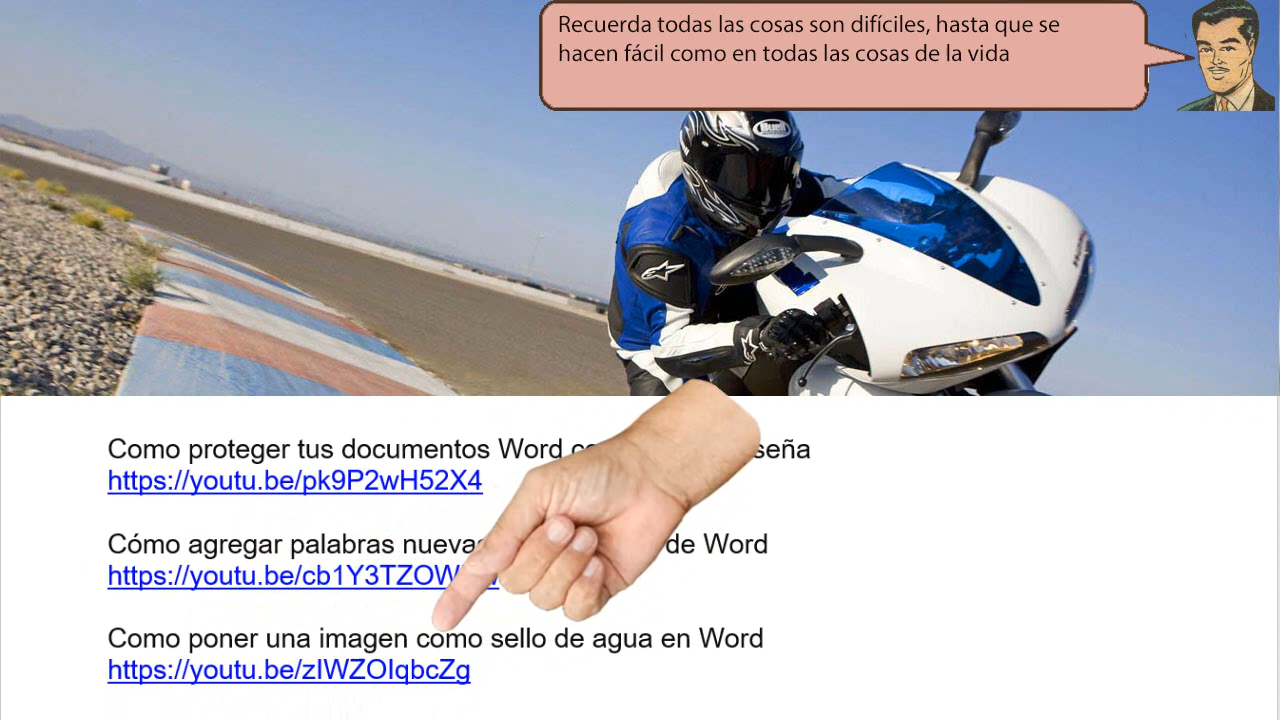 Recuerda todas las cosas son difíciles, hasta que se
hacen fácil como en todas las cosas de la vida
Buell
Como proteger tus documentos Word
https://youtu.be/pk9P2wH52X4
Cómo agregar palabras nuevas de Word
https://youtu.be/cb1Y3TZOW
Como poner una imagen como sello de agua en Word
https://youtu.be/zIWZOIqbcZg